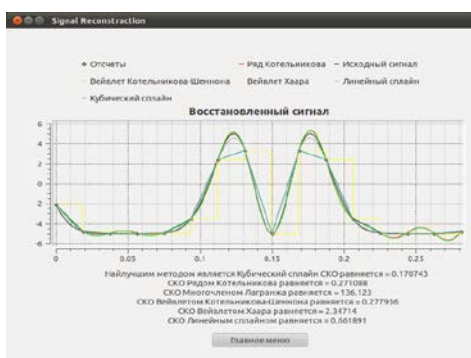 Signal Reconstruction
Отсчеты
Ряд Котельникова
Исходный сигнал
Вейвлет Котельникова-Шеннона
Вейвлет Хаара
Линейный сплайн
Кубический сплайн
Восстановленный сигнал
6
4
2
0
-2
-4
-6
0
0.05
0.1
0.15
0.2
0.25
Найлучшим методом является Кубический сплайн СКО равняется = 0.170743
СКО Рядом Котельникова равняется = 0.271088
СКО Многочленом Лагранжа равняется = 136.123
СКО Вейвлетом Котельникова-Шеннона равняется = 0.277936
СКО Вейвлетом Хаара равняется = 2.34714
СКО Линейным сплайном равняется = 0.661891
Главное меню